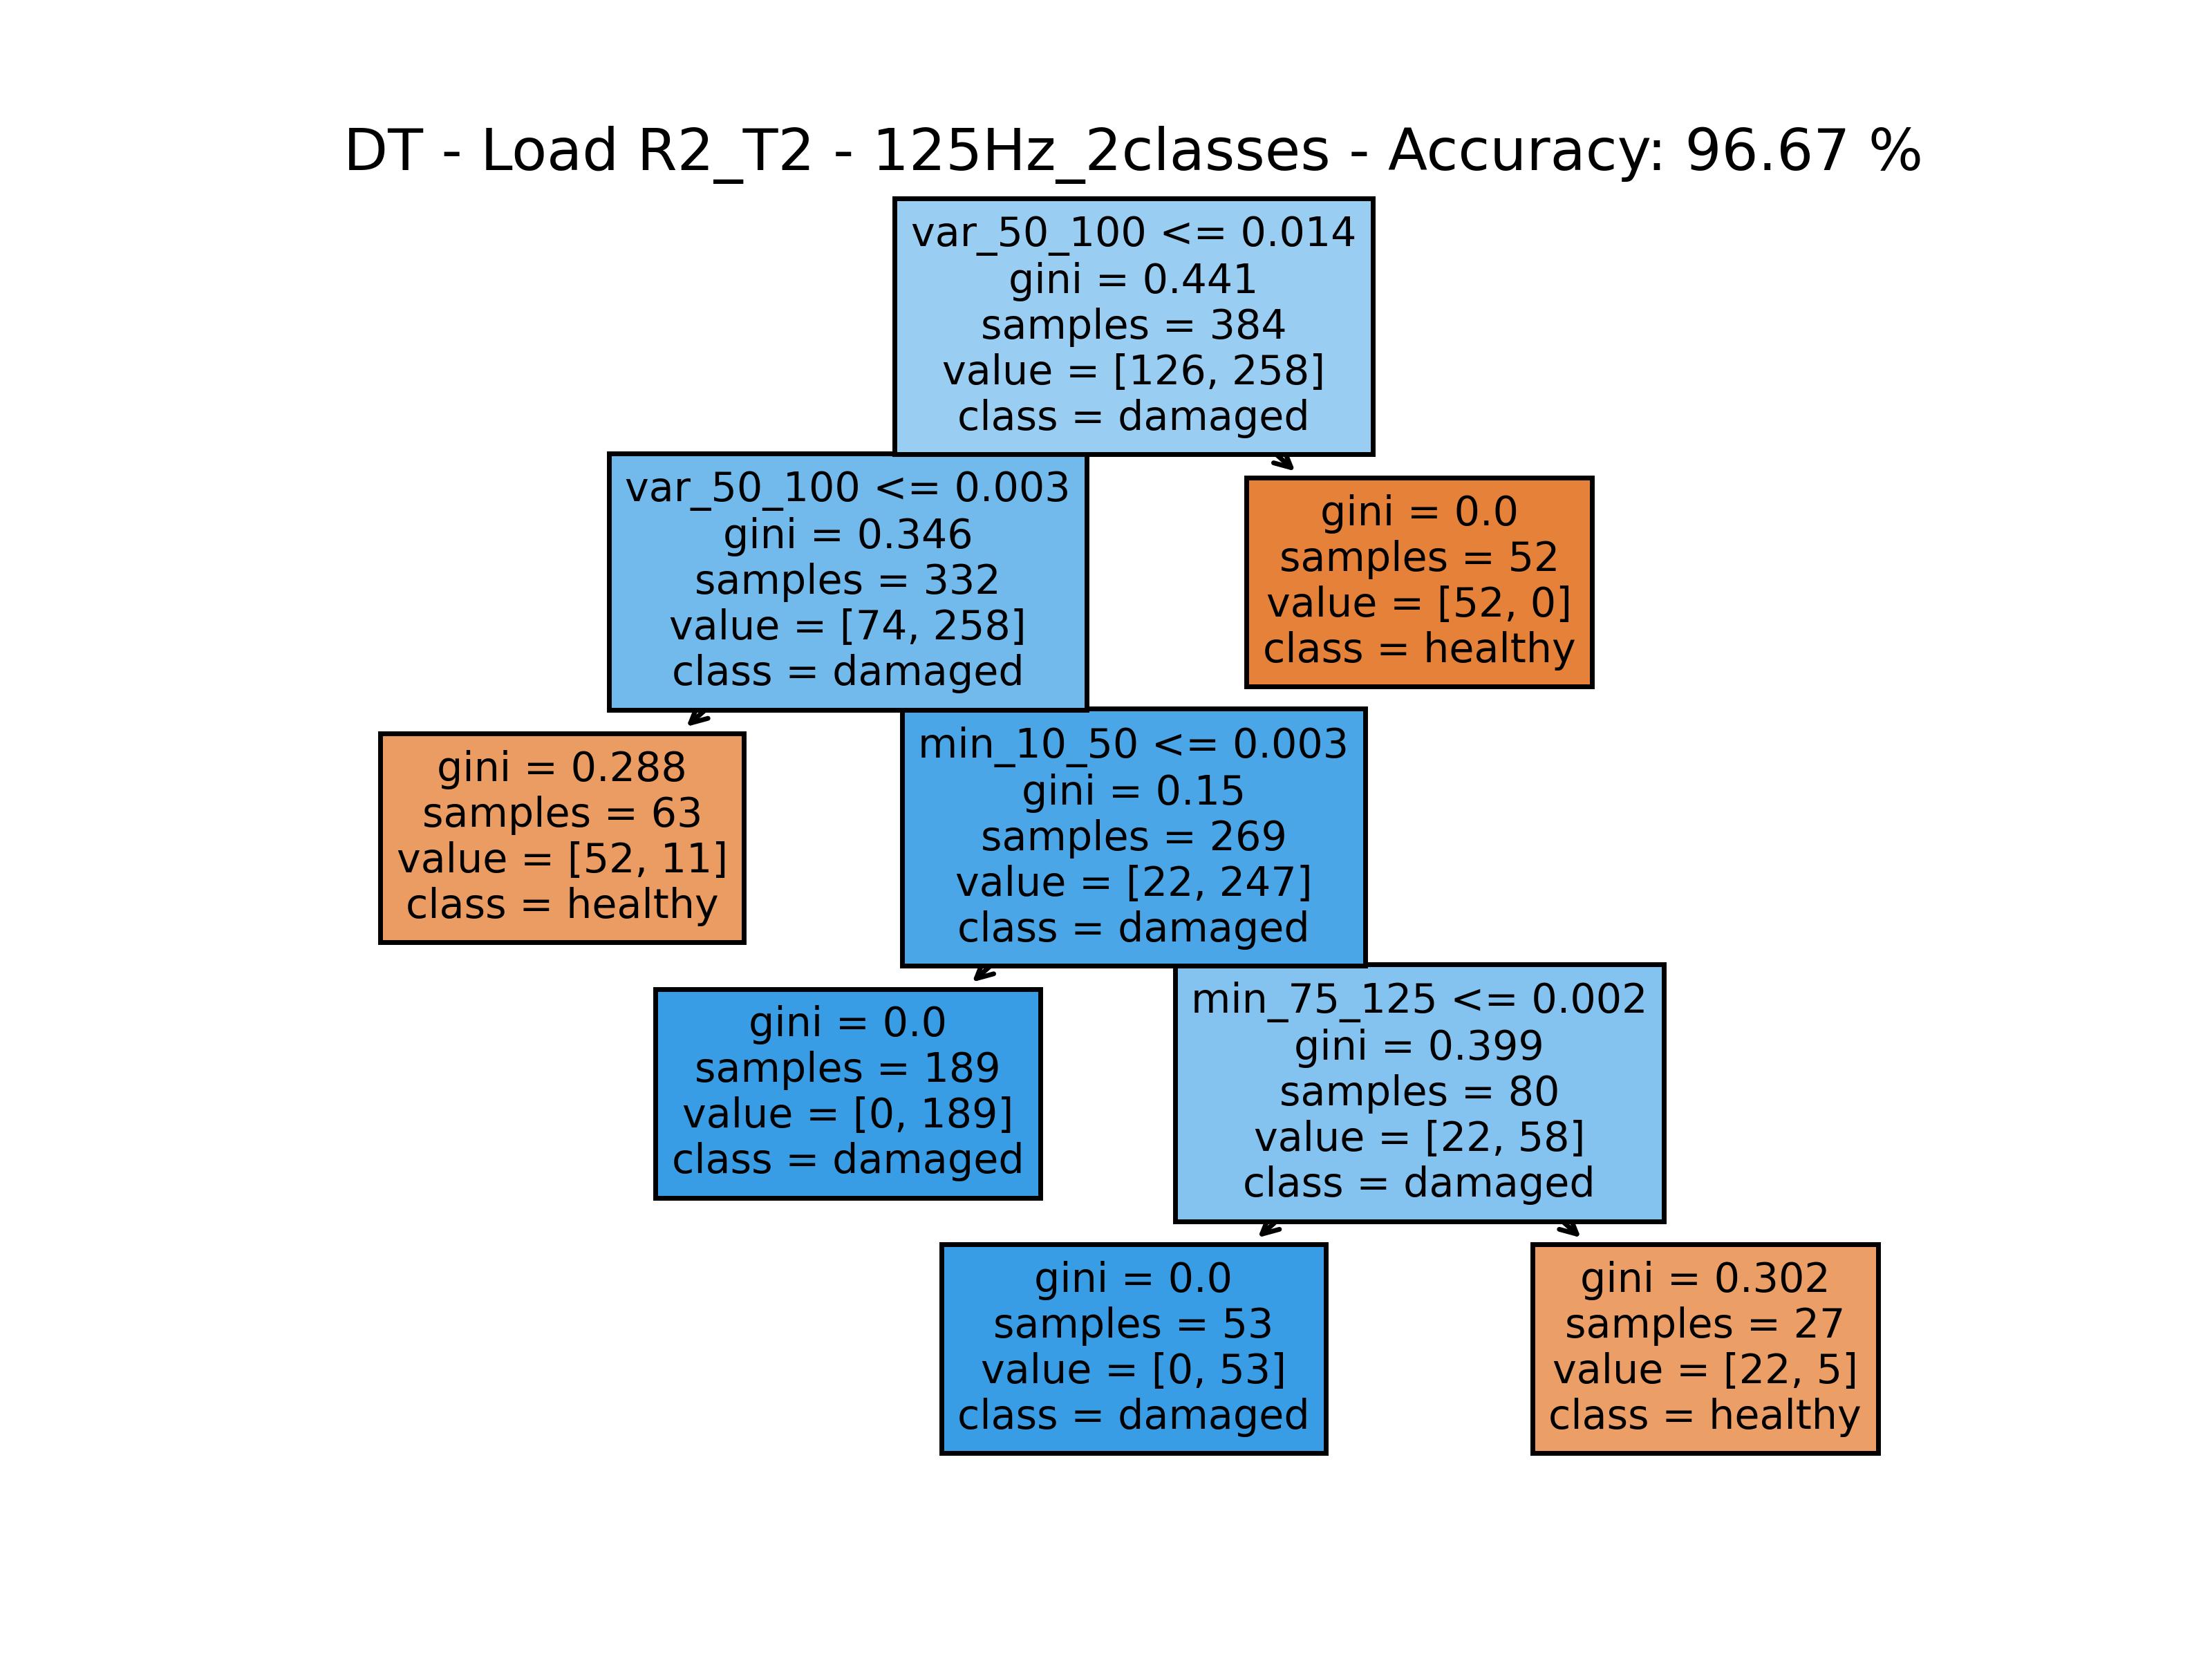 DT - Load R2_T2 - 125Hz_2classes - Accuracy: 96.67 %
var_50_100 <= 0.014
gini = 0.441
samples = 384
value = [126, 258]
class = damaged
var_50_100 <= 0.003
gini = 0.346
samples = 332
value = [74, 258]
class = damaged
gini = 0.0
samples = 52
value = [52, 0]
class = healthy
gini = 0.288
samples = 63
value = [52, 11]
class = healthy
min_10_50 <= 0.003
gini = 0.15
samples = 269
value = [22, 247]
class = damaged
gini = 0.0
samples = 189
value = [0, 189]
class = damaged
min_75_125 <= 0.002
gini = 0.399
samples = 80
value = [22, 58]
class = damaged
gini = 0.0
samples = 53
value = [0, 53]
class = damaged
gini = 0.302
samples = 27
value = [22, 5]
class = healthy